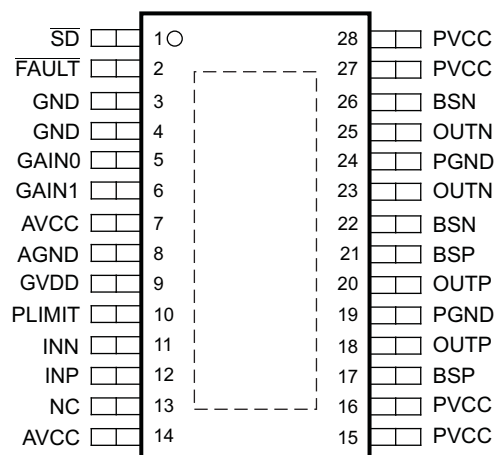 SD 1 28 PVCC
FAULT 2 27 PVCC
GND 3 26 BSN
GND 4 25 OUTN
GAIN0 5 24 PGND
GAIN1 6 23 OUTN
AVCC 7 22 BSN
AGND 8 21 BSP
GVDD 9 20 OUTP
PLIMIT 10 19 PGND
INN 11 18 OUTP
INP 12 17 BSP
NC 13 16 PVCC
AVCC 14 15 PVCC